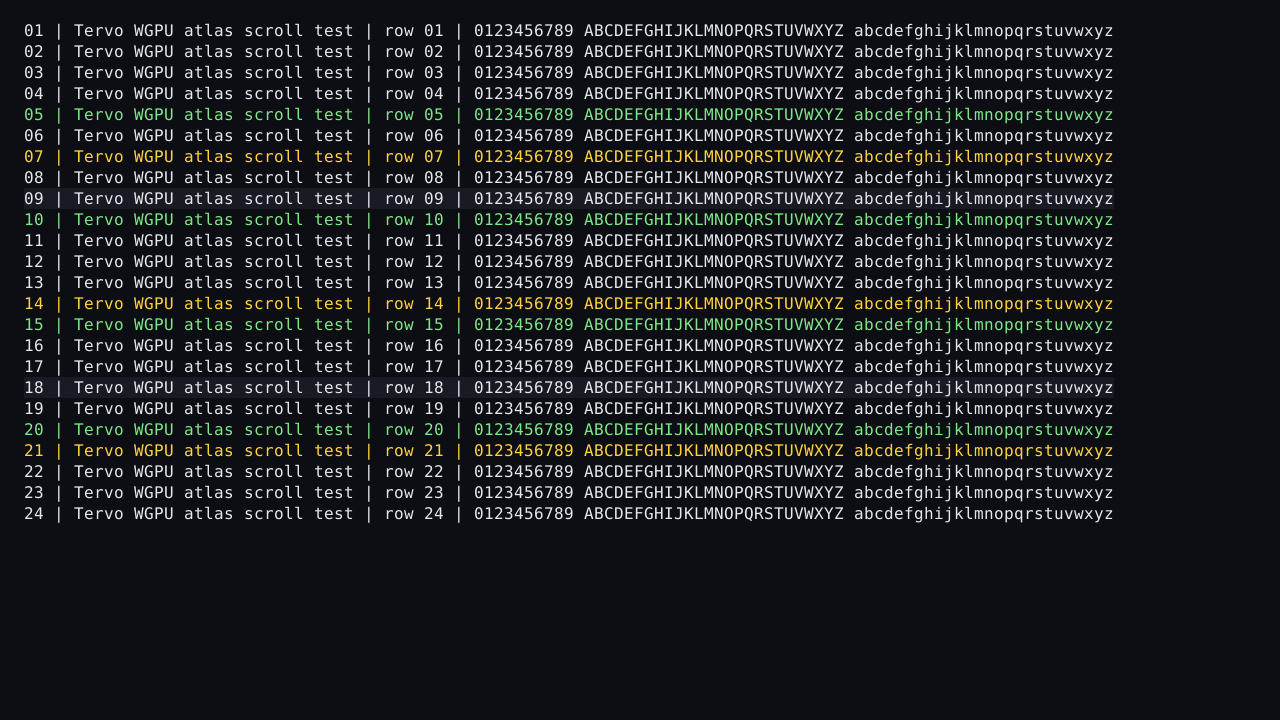 01 | Tervo WGPU atlas scroll test | row 01 | 0123456789 ABCDEFGHIJKLMNOPQRSTUVWXYZ abcdefghijklmnopqrstuvwxyz
02 | Tervo WGPU atlas scroll test | row 02 | 0123456789 ABCDEFGHIJKLMNOPQRSTUVWXYZ abcdefghijklmnopqrstuvwxyz
03 | Tervo WGPU atlas scroll test | row 03 | 0123456789 ABCDEFGHIJKLMNOPQRSTUVWXYZ abcdefghijklmnopqrstuvwxyz
04 | Tervo WGPU atlas scroll test | row 04 | 0123456789 ABCDEFGHIJKLMNOPQRSTUVWXYZ abcdefghijklmnopqrstuvwxyz
05 | Tervo WGPU atlas scroll test | row 05 | 0123456789 ABCDEFGHIJKLMNOPQRSTUVWXYZ abcdefghijklmnopqrstuvwxyz
06 | Tervo WGPU atlas scroll test | row 06 | 0123456789 ABCDEFGHIJKLMNOPQRSTUVWXYZ abcdefghijklmnopqrstuvwxyz
07 | Tervo WGPU atlas scroll test | row 07 | 0123456789 ABCDEFGHIJKLMNOPQRSTUVWXYZ abcdefghijklmnopqrstuvwxyz
08 | Tervo WGPU atlas scroll test | row 08 | 0123456789 ABCDEFGHIJKLMNOPQRSTUVWXYZ abcdefghijklmnopqrstuvwxyz
09 | Tervo WGPU atlas scroll test | row 09 | 0123456789 ABCDEFGHIJKLMNOPQRSTUVWXYZ abcdefghijklmnopqrstuvwxyz
10 | Tervo WGPU atlas scroll test | row 10 | 0123456789 ABCDEFGHIJKLMNOPQRSTUVWXYZ abcdefghijklmnopqrstuvwxyz
11 | Tervo WGPU atlas scroll test | row 11 | 0123456789 ABCDEFGHIJKLMNOPQRSTUVWXYZ abcdefghijklmnopqrstuvwxyz
12 | Tervo WGPU atlas scroll test | row 12 | 0123456789 ABCDEFGHIJKLMNOPQRSTUVWXYZ abcdefghijklmnopqrstuvwxyz
13 | Tervo WGPU atlas scroll test | row 13 | 0123456789 ABCDEFGHIJKLMNOPQRSTUVWXYZ abcdefghijklmnopqrstuvwxyz
14 | Tervo WGPU atlas scroll test | row 14 | 0123456789 ABCDEFGHIJKLMNOPQRSTUVWXYZ abcdefghijklmnopqrstuvwxyz
15 | Tervo WGPU atlas scroll test | row 15 | 0123456789 ABCDEFGHIJKLMNOPQRSTUVWXYZ abcdefghijklmnopqrstuvwxyz
16 | Tervo WGPU atlas scroll test | row 16 | 0123456789 ABCDEFGHIJKLMNOPQRSTUVWXYZ abcdefghijklmnopqrstuvwxyz
17 | Tervo WGPU atlas scroll test | row 17 | 0123456789 ABCDEFGHIJKLMNOPQRSTUVWXYZ abcdefghijklmnopqrstuvwxyz
18 | Tervo WGPU atlas scroll test | row 18 | 0123456789 ABCDEFGHIJKLMNOPQRSTUVWXYZ abcdefghijklmnopqrstuvwxyz
19 | Tervo WGPU atlas scroll test | row 19 | 0123456789 ABCDEFGHIJKLMNOPQRSTUVWXYZ abcdefghijklmnopqrstuvwxyz
20 | Tervo WGPU atlas scroll test | row 20 | 0123456789 ABCDEFGHIJKLMNOPQRSTUVWXYZ abcdefghijklmnopqrstuvwxyz
21 | Tervo WGPU atlas scroll test | row 21 | 0123456789 ABCDEFGHIJKLMNOPQRSTUVWXYZ abcdefghijklmnopqrstuvwxyz
22 | Tervo WGPU atlas scroll test | row 22 | 0123456789 ABCDEFGHIJKLMNOPQRSTUVWXYZ abcdefghijklmnopqrstuvwxyz
23 | Tervo WGPU atlas scroll test | row 23 | 0123456789 ABCDEFGHIJKLMNOPQRSTUVWXYZ abcdefghijklmnopqrstuvwxyz
24 | Tervo WGPU atlas scroll test | row 24 | 0123456789 ABCDEFGHIJKLMNOPQRSTUVWXYZ abcdefghijklmnopqrstuvwxyz